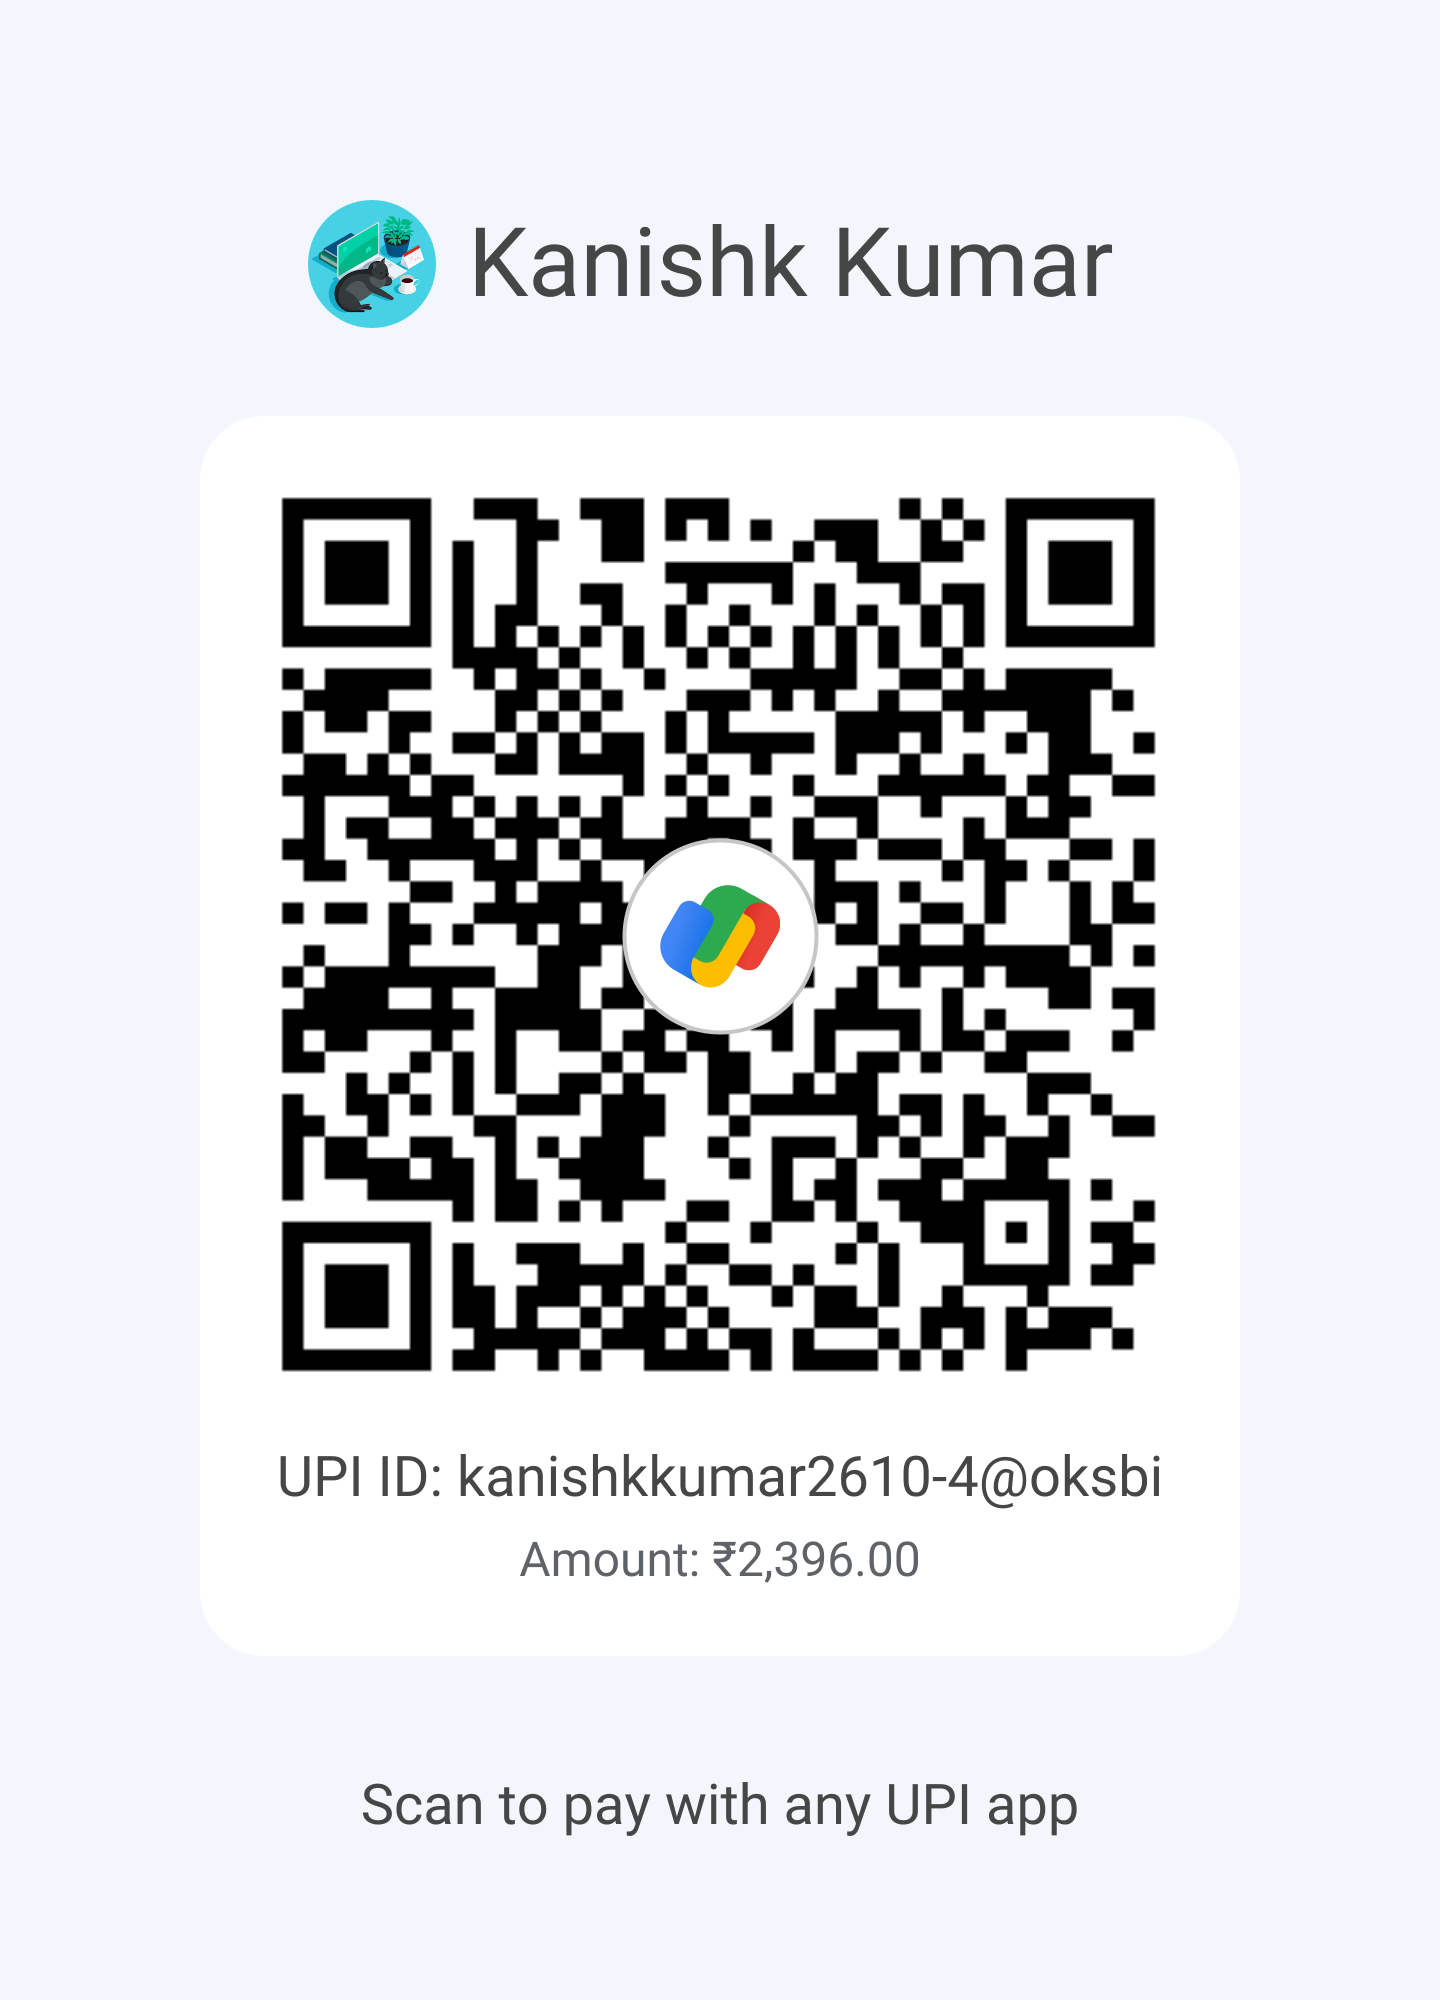 Kanishk Kumar
UPI ID: kanishkkumar2610-4@oksbi
Amount: ₹2,396.00
Scan to pay with any UPI app